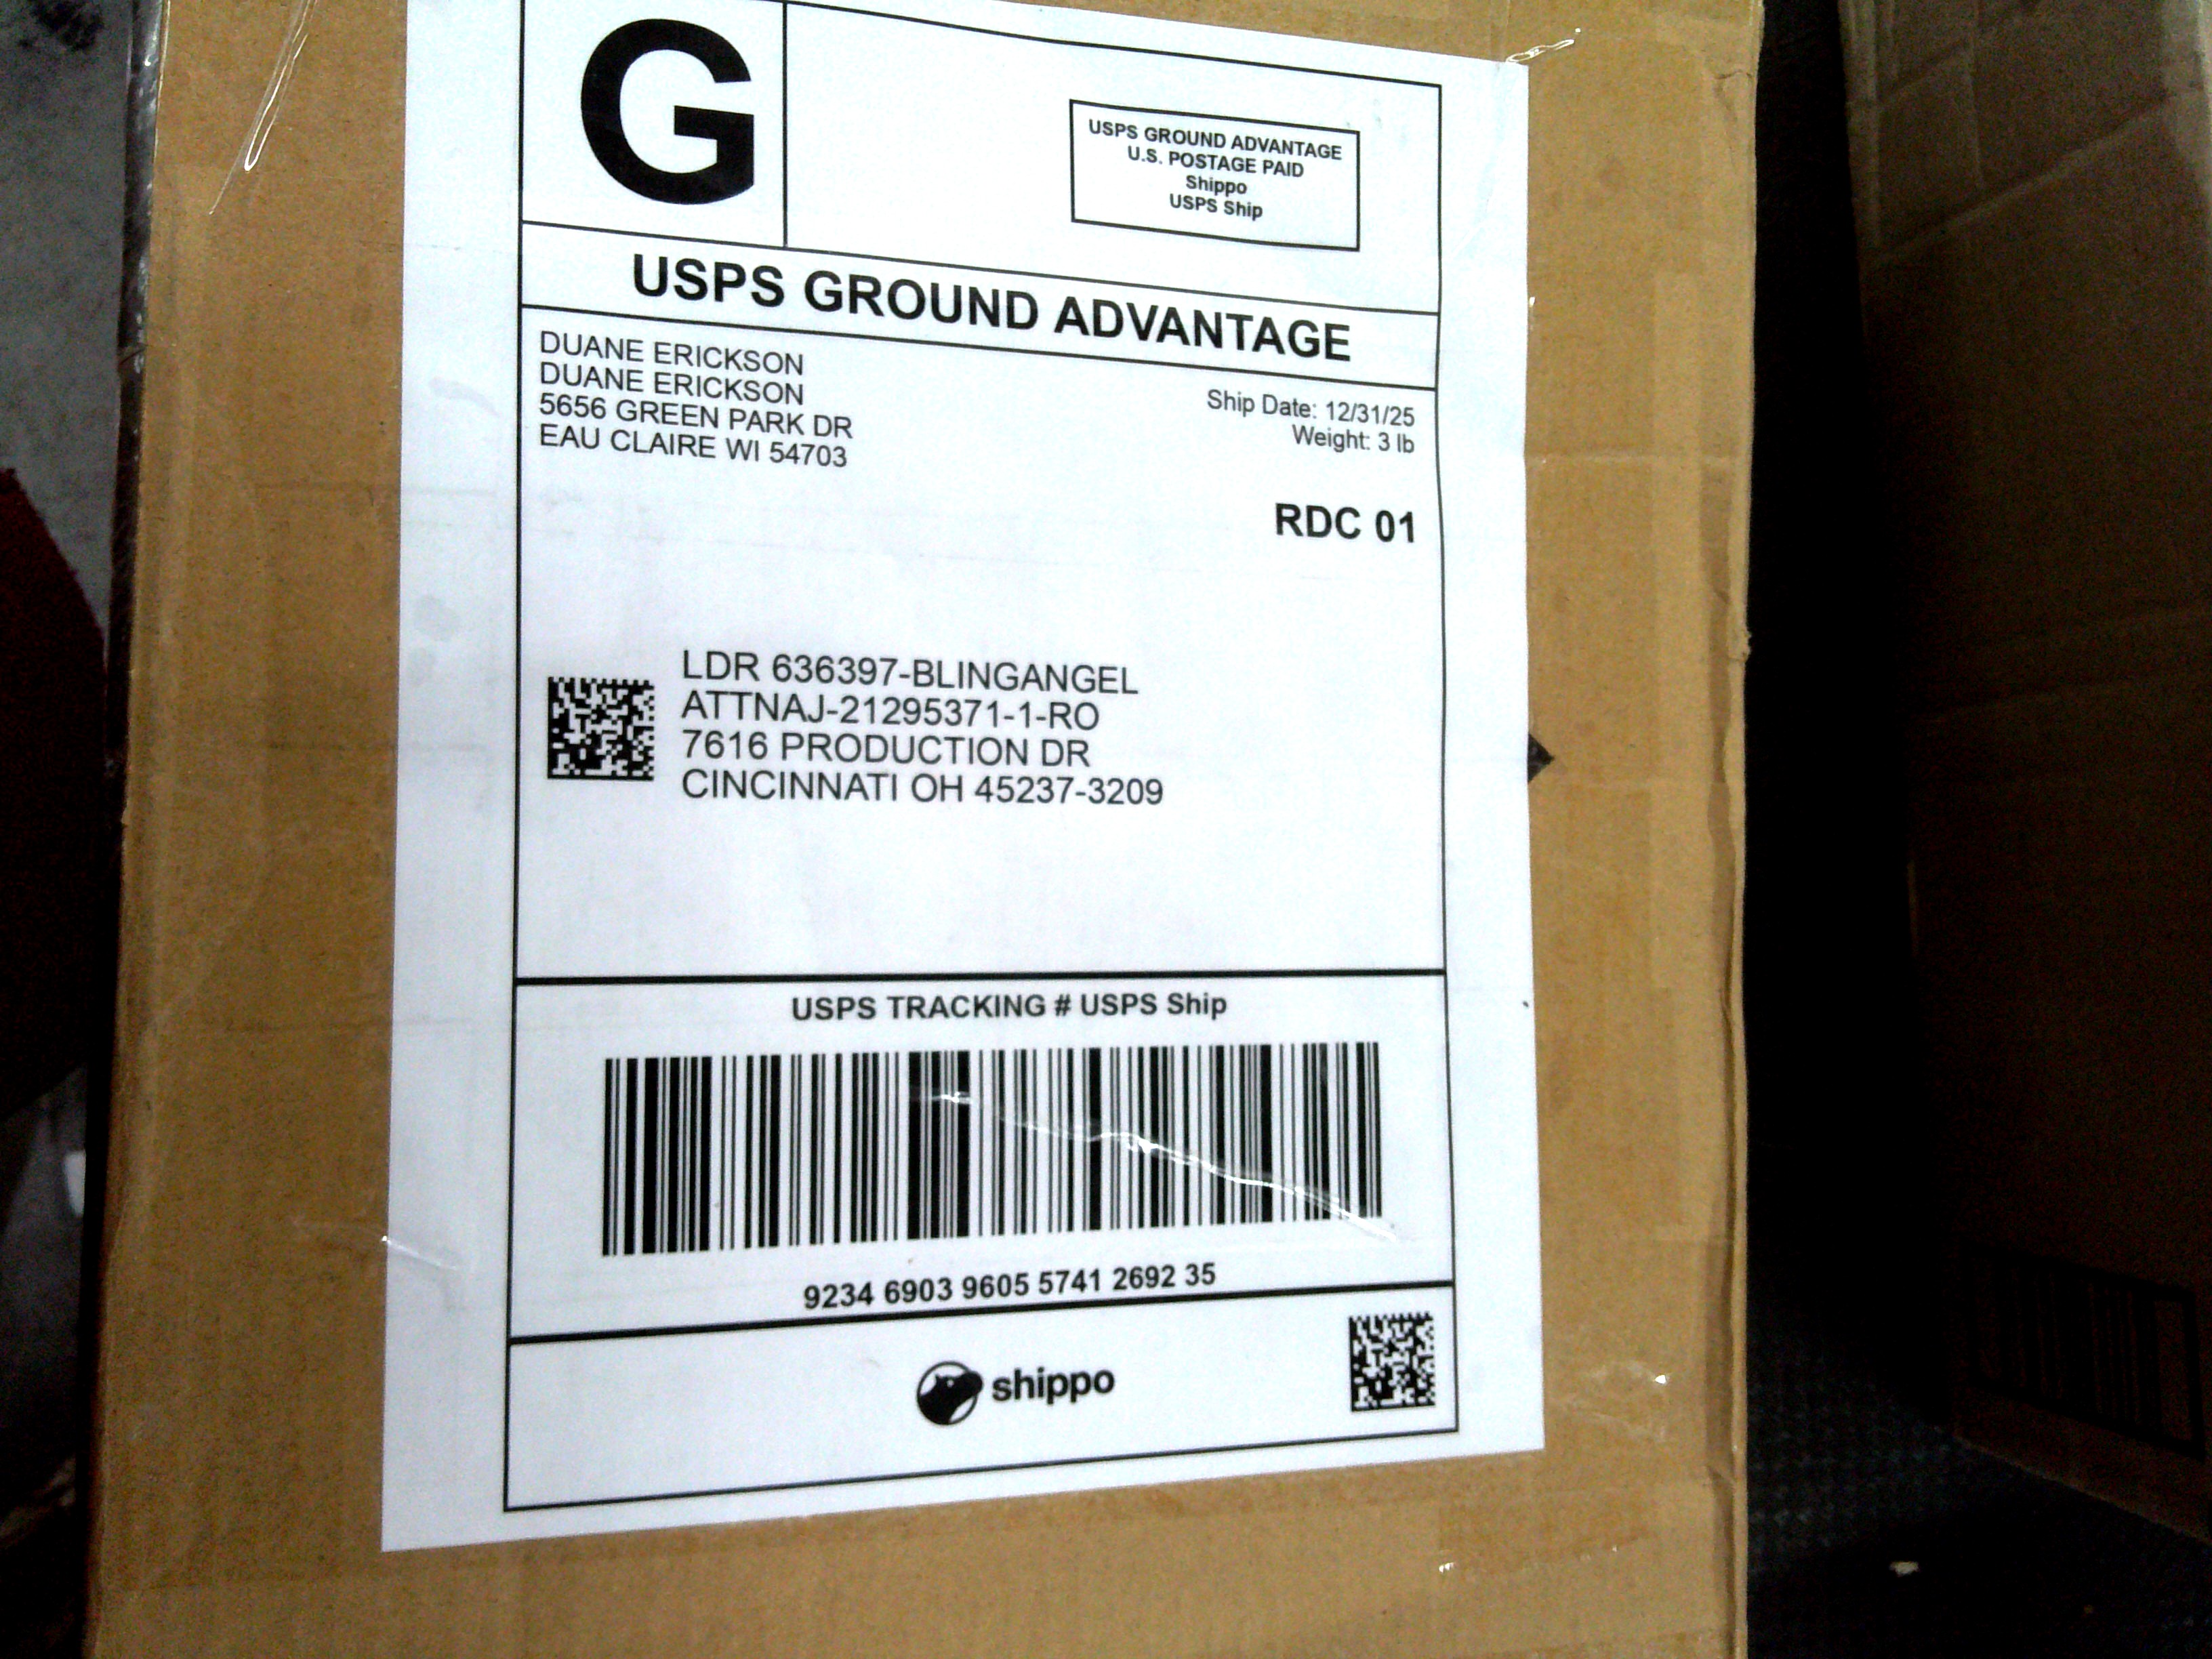 G
USPS GROUND ADVANTAGE
U.S. POSTAGE PAID
Shippo
USPS Ship
USPS GROUND ADVANTAGE
DUANE ERICKSON
DUANE ERICKSON
5656 GREEN PARK DR
EAU CLAIRE WI 54703
Ship Date: 12/31/25
Weight: 3 lb
RDC 01
LDR 636397-BLINGANGEL
ATTNAJ-21295371-1-RO
7616 PRODUCTION DR
CINCINNATI OH 45237-3209
USPS TRACKING # USPS Ship
9234 6903 9605 5741 2692 35
shippo